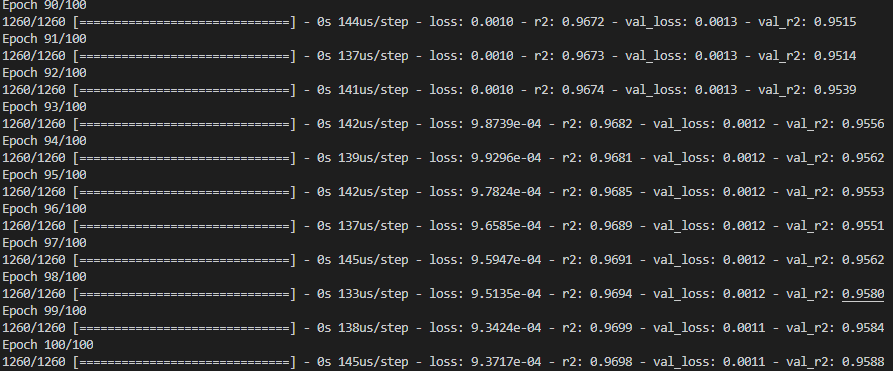 Epoch 90/100
1260/1260 [==============================] - 0s 144us/step - loss: 0.0010 - r2: 0.9672 - val_loss: 0.0013 - val_r2: 0.9515
Epoch 91/100
1260/1260 [==============================] - 0s 137us/step - loss: 0.0010 - r2: 0.9673 - val_loss: 0.0013 - val_r2: 0.9514
Epoch 92/100
1260/1260 [==============================] - 0s 141us/step - loss: 0.0010 - r2: 0.9674 - val_loss: 0.0013 - val_r2: 0.9539
Epoch 93/100
1260/1260 [==============================] - 0s 142us/step - loss: 9.8739e-04 - r2: 0.9682 - val_loss: 0.0012 - val_r2: 0.9556
Epoch 94/100
1260/1260 [==============================] - 0s 139us/step - loss: 9.9296e-04 - r2: 0.9681 - val_loss: 0.0012 - val_r2: 0.9562
Epoch 95/100
1260/1260 [==============================] - 0s 142us/step - loss: 9.7824e-04 - r2: 0.9685 - val_loss: 0.0012 - val_r2: 0.9553
Epoch 96/100
1260/1260 [==============================] - 0s 137us/step - loss: 9.6585e-04 - r2: 0.9689 - val_loss: 0.0012 - val_r2: 0.9551
Epoch 97/100
1260/1260 [==============================] - 0s 145us/step - loss: 9.5947e-04 - r2: 0.9691 - val_loss: 0.0012 - val_r2: 0.9562
Epoch 98/100
1260/1260 [==============================] - 0s 133us/step - loss: 9.5135e-04 - r2: 0.9694 - val_loss: 0.0012 - val_r2: 0.9580
Epoch 99/100
1260/1260 [==============================] - 0s 138us/step - loss: 9.3424e-04 - r2: 0.9699 - val_loss: 0.0011 - val_r2: 0.9584
Epoch 100/100
1260/1260 [==============================] - 0s 145us/step - loss: 9.3717e-04 - r2: 0.9698 - val_loss: 0.0011 - val_r2: 0.9588